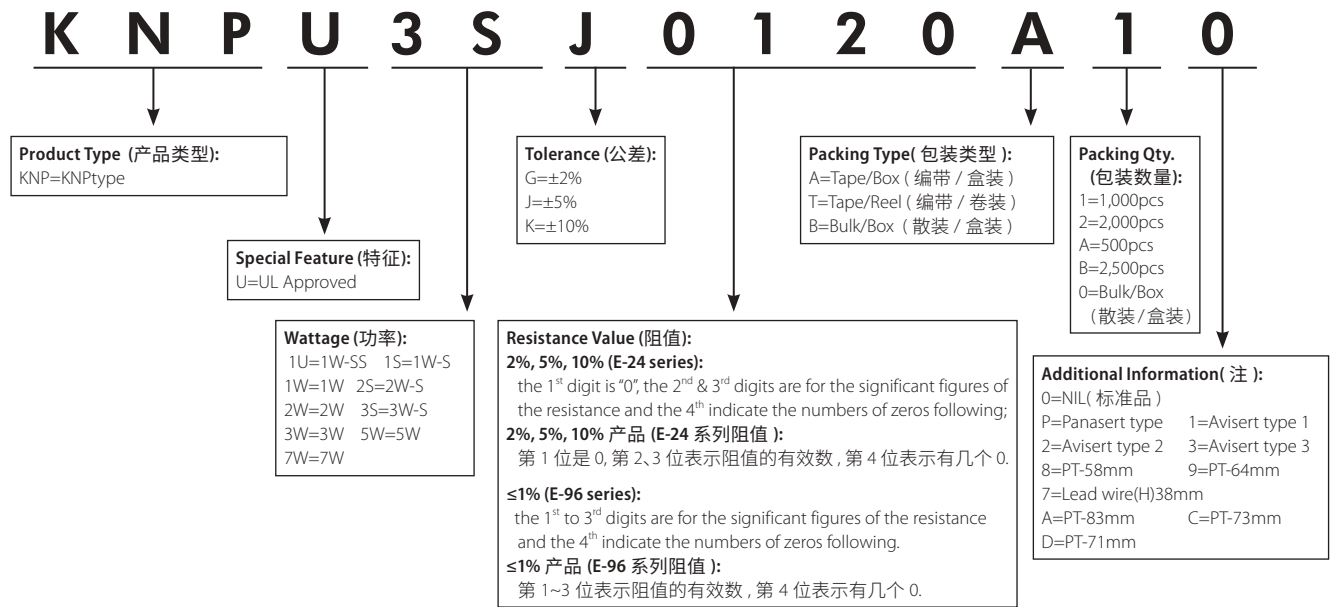 K N P U 3 S J 0 1 2 0 A 1 0
Product Type (产品类型):
KNP=KNPtype
Special Feature (特征):
U=UL Approved
Wattage (功率):
1U=1W-SS 1S=1W-S
1W=1W 2S=2W-S
2W=2W 3S=3W-S
3W=3W 5W=5W
7W=7W
Tolerance (公差):
G=±2%
J=±5%
K=±10%
Resistance Value (阻值):
2%, 5%, 10% (E-24 series):
the 1st digit is "0", the 2nd & 3rd digits are for the significant figures of
the resistance and the 4th indicate the numbers of zeros following;
2%, 5%, 10% 产品 (E-24 系列阻值 ):
第 1 位是 0, 第 2、3 位表示阻值的有效数 , 第 4 位表示有几个 0.
≤1% (E-96 series):
the 1st to 3rd digits are for the significant figures of the resistance
and the 4th indicate the numbers of zeros following.
≤1% 产品 (E-96 系列阻值 ):
第 1~3 位表示阻值的有效数 , 第 4 位表示有几个 0.
Packing Type( 包装类型 ):
A=Tape/Box ( 编带 / 盒装 )
T=Tape/Reel ( 编带 / 卷装 )
B=Bulk/Box ( 散装 / 盒装 )
Packing Qty.
(包装数量):
1=1,000pcs
2=2,000pcs
A=500pcs
B=2,500pcs
0=Bulk/Box
(散装/盒装)
Additional Information( 注 ):
0=NIL( 标准品 )
P=Panasert type 1=Avisert type 1
2=Avisert type 2 3=Avisert type 3
8=PT-58mm 9=PT-64mm
7=Lead wire(H)38mm
A=PT-83mm C=PT-73mm
D=PT-71mm